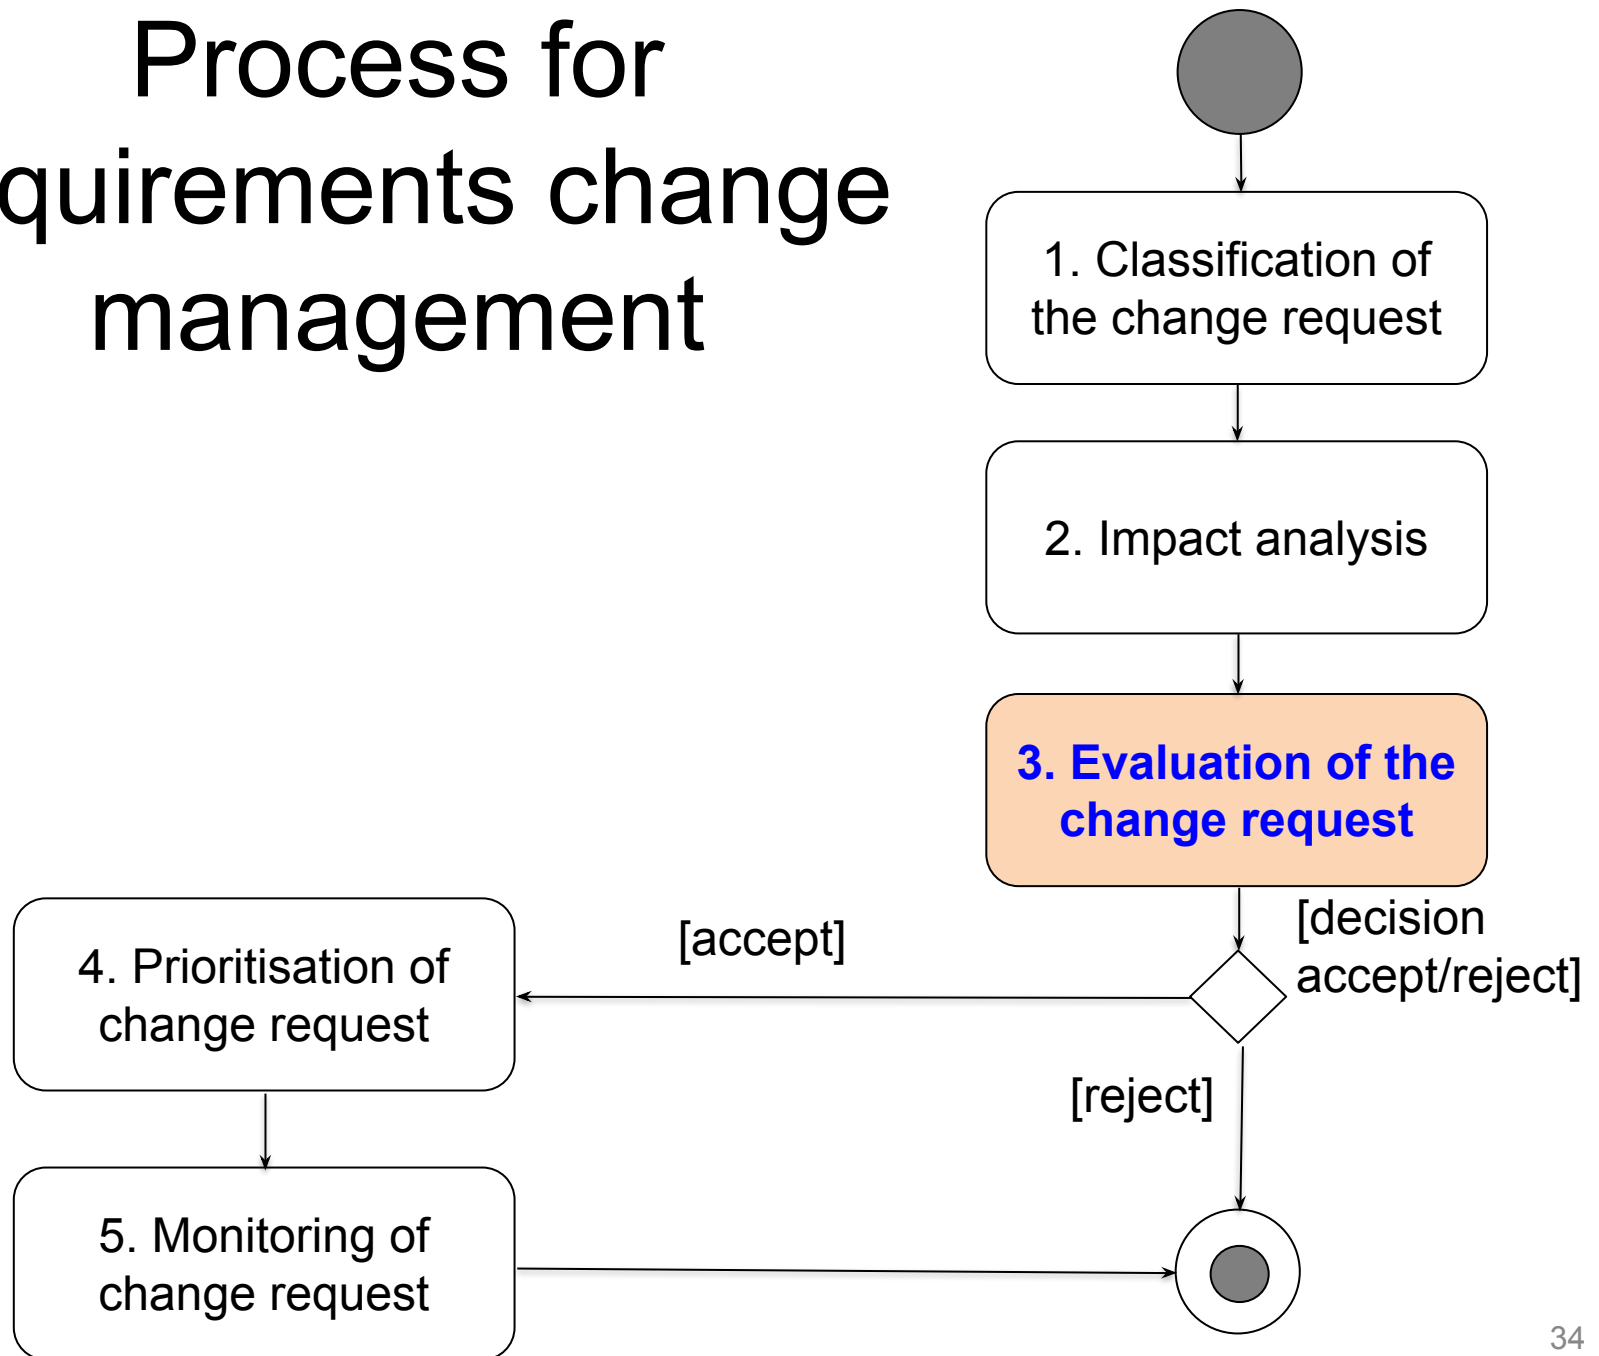 Process for
quirements change
management
1. Classification of
the change request
2. Impact analysis
3. Evaluation of the
change request
[decision
accept/reject]
[accept]
4. Prioritisation of
change request
[reject]
5. Monitoring of
change request
34